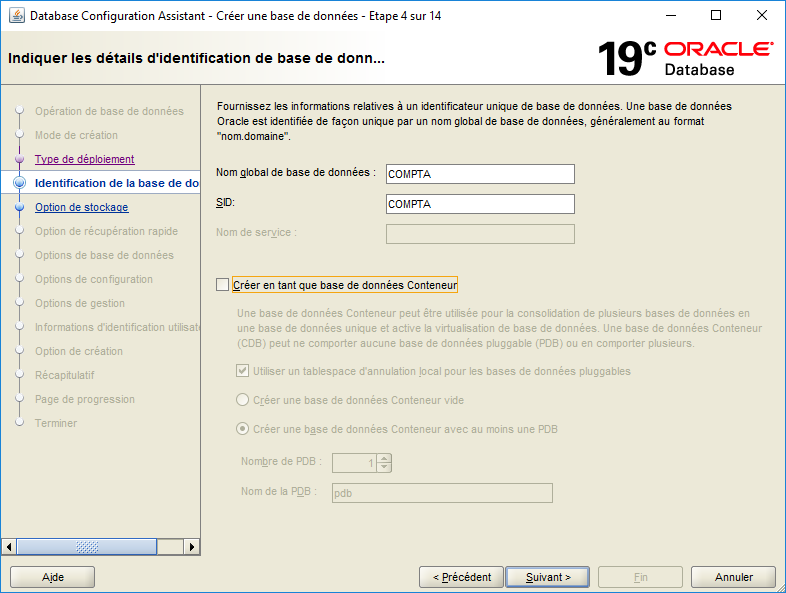 Database Configuration Assistant - Créer une base de données - Etape 4 sur 14
Indiquer les détails d'identification de base de donn...
19c ORACLE
Database
Opération de base de données
Mode de création
Type de déploiement
Identification de la base de do
Option de stockage
Option de récupération rapide
Options de base de données
Options de configuration
Options de gestion
Informations d'identification utilisate
Option de création
Récapitulatif
Page de progression
Terminer
Fournissez les informations relatives à un identificateur unique de base de données. Une base de données
Oracle est identifiée de façon unique par un nom global de base de données, généralement au format
"nom.domaine".
Nom global de base de données : COMPTA
SID: COMPTA
Nom de service :
Créer en tant que base de données Conteneur
Une base de données Conteneur peut être utilisée pour la consolidation de plusieurs bases de données en
une base de données unique et active la virtualisation de base de données. Une base de données Conteneur
(CDB) peut ne comporter aucune base de données pluggable (PDB) ou en comporter plusieurs.
Utiliser un tablespace d'annulation local pour les bases de données pluggables
Créer une base de données Conteneur vide
Créer une base de données Conteneur avec au moins une PDB
Nombre de PDB : 1
Nom de la PDB : pdb
Aide
< Précédent
Suivant >
Fin
Annuler